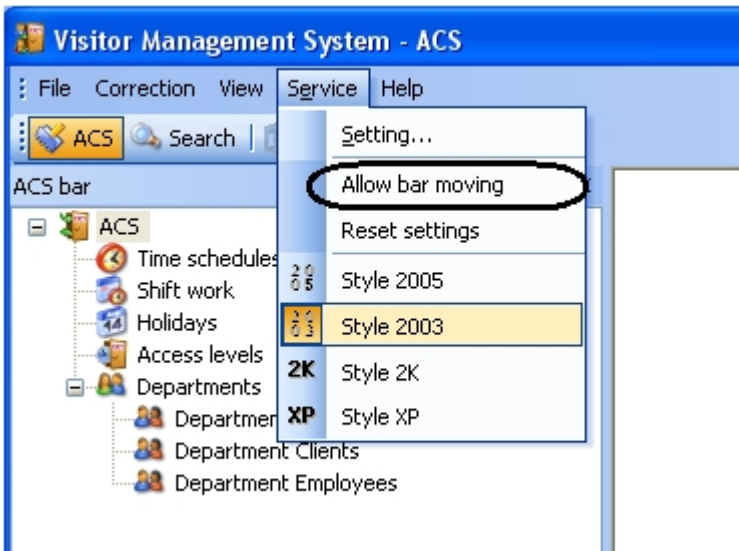 Visitor Management System - ACS
File Correction View Service Help
ACS Search
Setting...
ACS bar
Allow bar moving
Reset settings
ACS
Time schedules
Shift work
Holidays
Access levels
Departments
Department Clients
Department Employees
2005 Style 2005
2003 Style 2003
2K Style 2K
XP Style XP